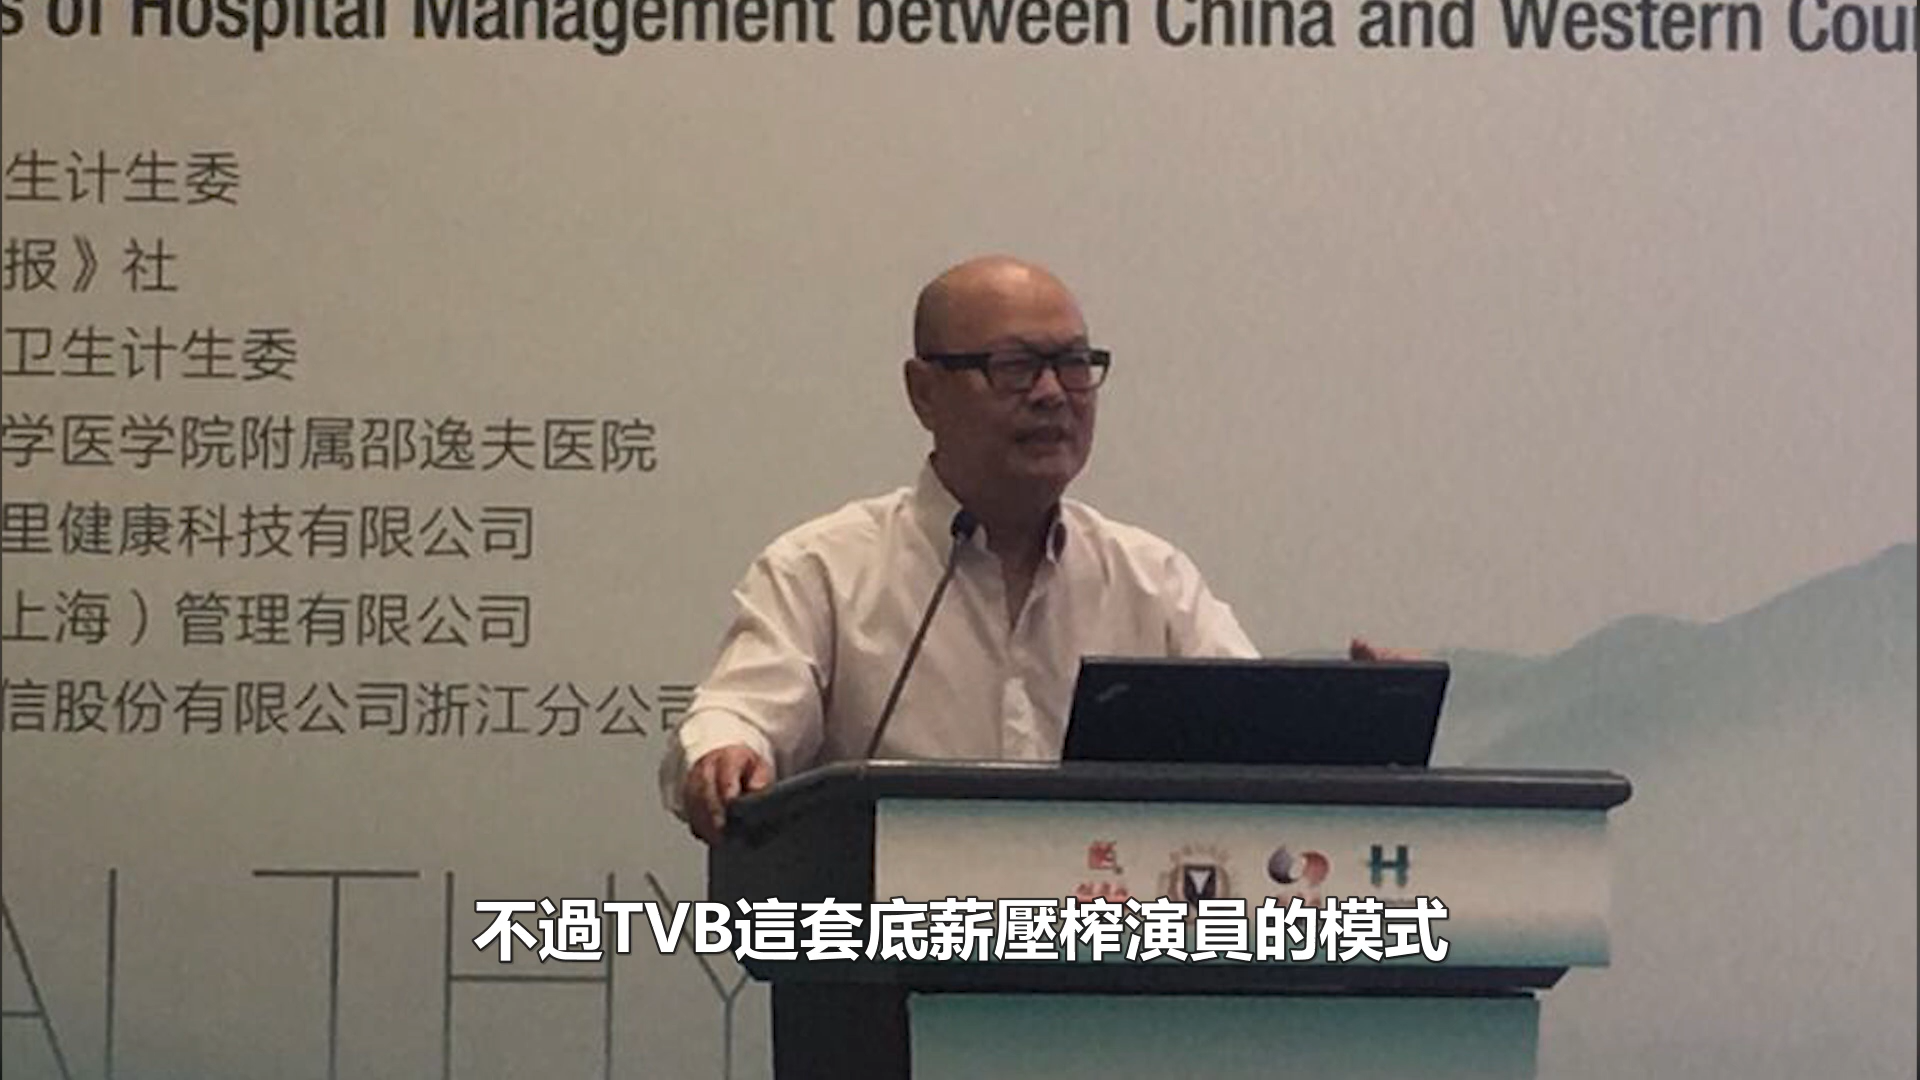 s of Hospital Management between China and Western Cou
生计生委
报》社
卫生计生委
学医学院附属邵逸夫医院
里健康科技有限公司
上海）管理有限公司
信股份有限公司浙江分公司
ALTHY
H
不過TVB這套底薪壓榨演員的模式